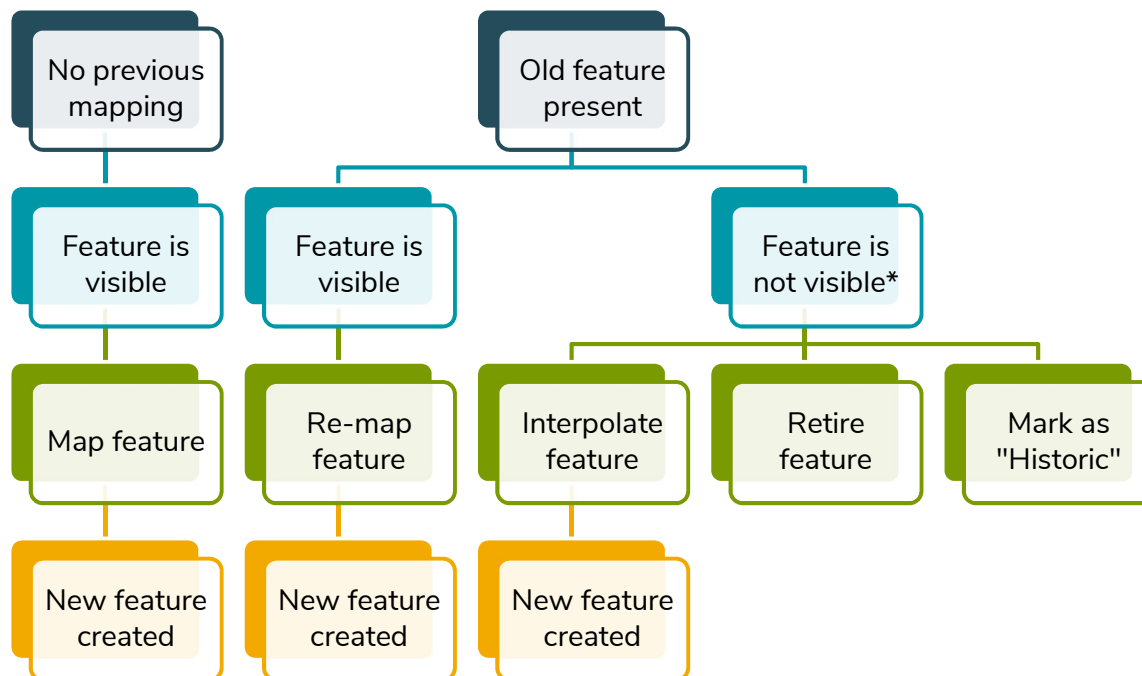 No previous
mapping
Old feature
present
Feature is
visible
Feature is
visible
Feature is
not visible*
Map feature
Re-map
feature
Interpolate
feature
Retire
feature
Mark as
"Historic"
New feature
created
New feature
created
New feature
created